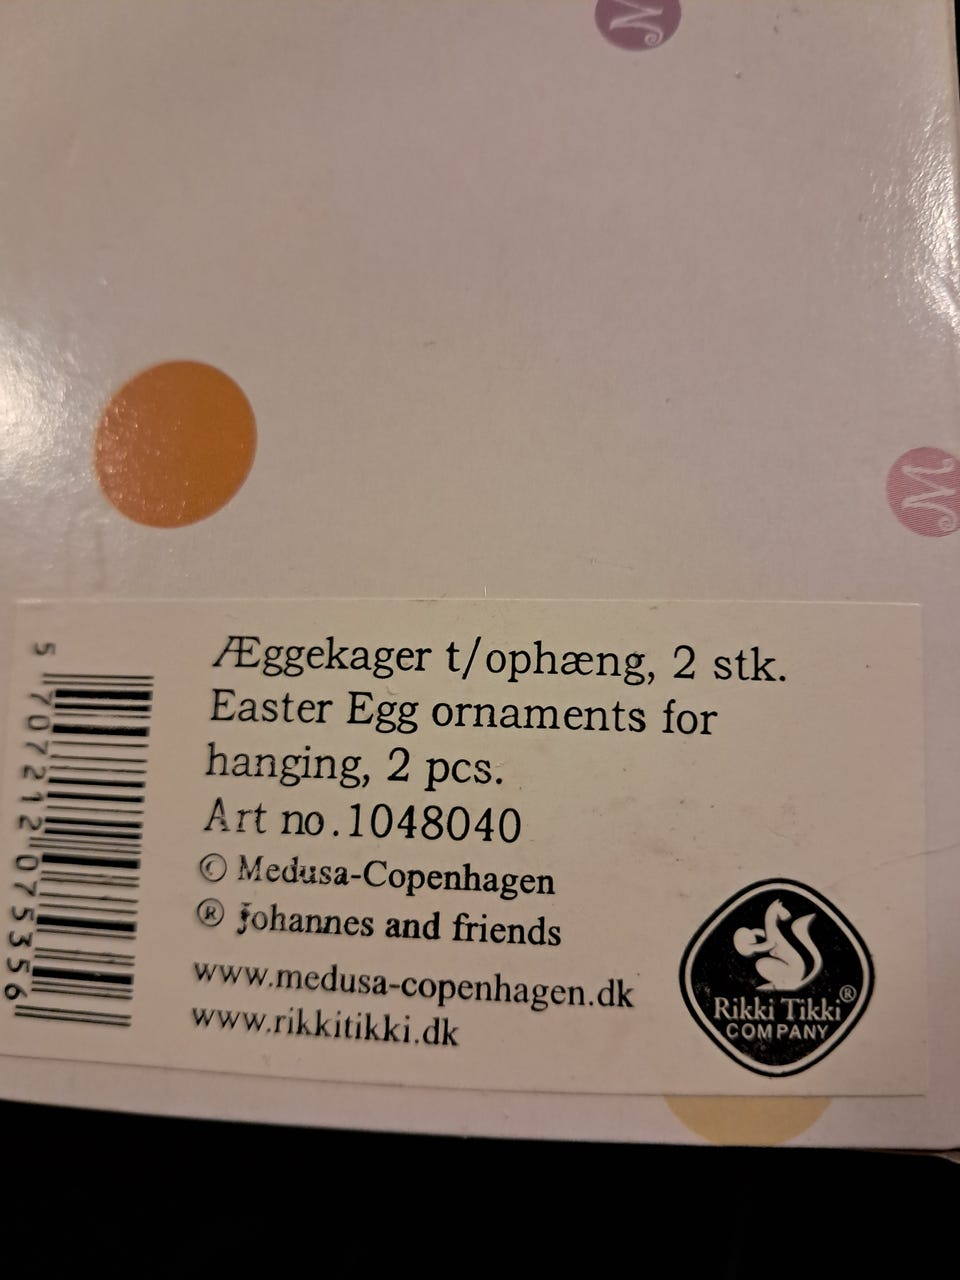 M
M
Æggekager t/ophæng, 2 stk.
Easter Egg ornaments for
hanging, 2 pcs.
Art no.1048040
© Medusa-Copenhagen
® Johannes and friends
www.medusa-copenhagen.dk
www.rikkitikki.dk
5 707212 075356
Rikki Tikki®
COMPANY